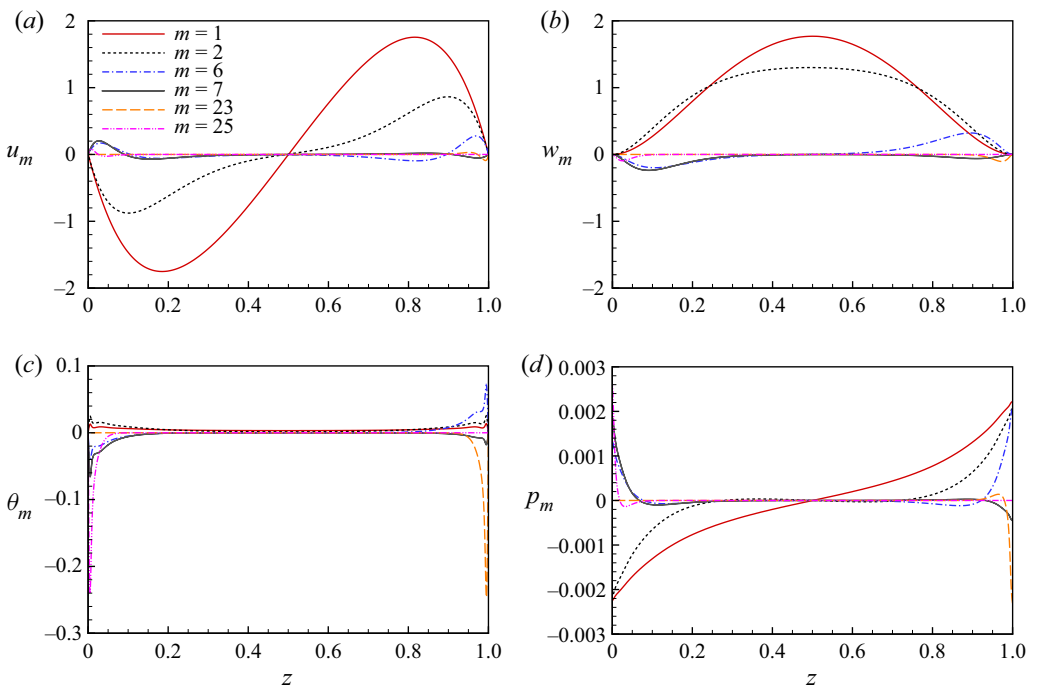 (a)
2
1
0
–1
–2
u_m
m = 1
m = 2
m = 6
m = 7
m = 23
m = 25
0 0.2 0.4 0.6 0.8 1.0
(b)
2
1
0
–1
–2
w_m
0 0.2 0.4 0.6 0.8 1.0
(c)
0.1
0
–0.1
–0.2
–0.3
θ_m
0 0.2 0.4 0.6 0.8 1.0
z
(d)
0.003
0.002
0.001
0
–0.001
–0.002
–0.003
p_m
0 0.2 0.4 0.6 0.8 1.0
z